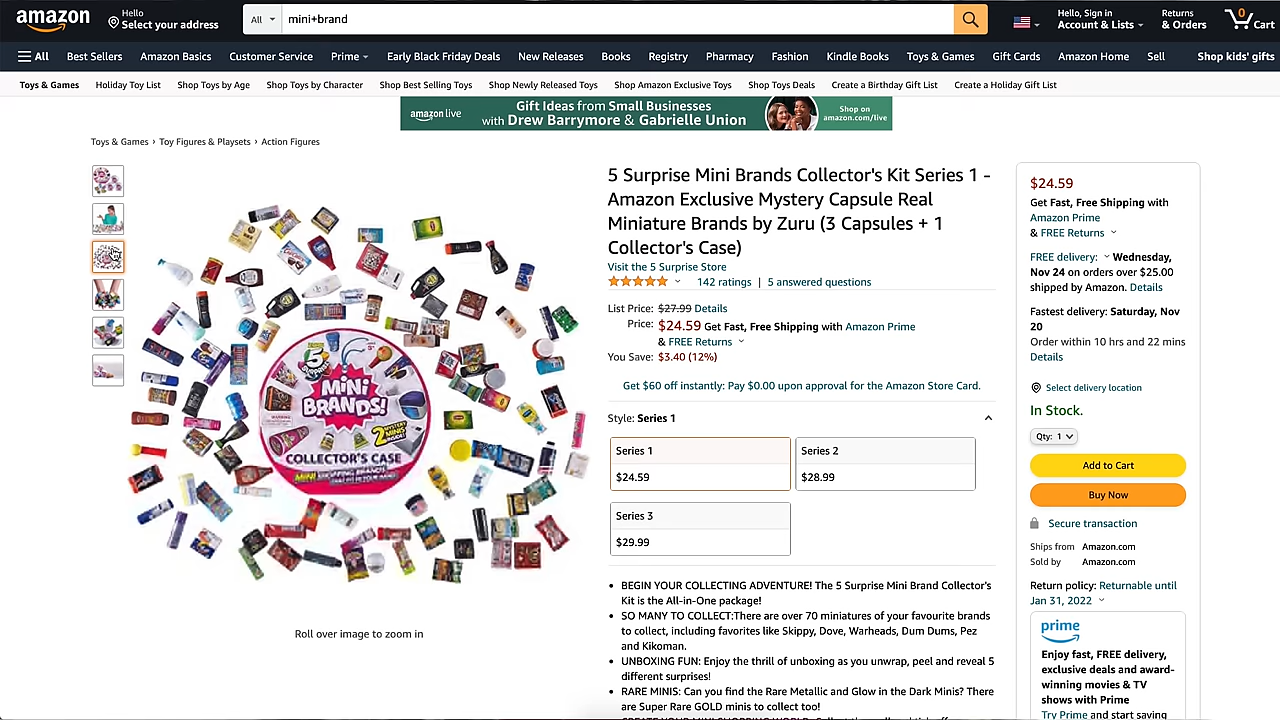 amazon
Hello
Select your address
All
mini+brand
Hello, Sign in
Account & Lists
Returns
& Orders
0
Cart
All
Best Sellers
Amazon Basics
Customer Service
Prime
Early Black Friday Deals
New Releases
Books
Registry
Pharmacy
Fashion
Kindle Books
Toys & Games
Gift Cards
Amazon Home
Sell
Shop kids' gifts
Toys & Games
Holiday Toy List
Shop Toys by Age
Shop Toys by Character
Shop Best Selling Toys
Shop Newly Released Toys
Shop Amazon Exclusive Toys
Shop Toys Deals
Create a Birthday Gift List
Create a Holiday Gift List
amazon live
Gift Ideas from Small Businesses
with Drew Barrymore & Gabrielle Union
Shop on
amazon.com/live
Toys & Games › Toy Figures & Playsets › Action Figures
5
SURPRISE
MINI
BRANDS!
2 MYSTERY
MINIS
INSIDE!
COLLECTOR'S CASE
Roll over image to zoom in
5 Surprise Mini Brands Collector's Kit Series 1 -
Amazon Exclusive Mystery Capsule Real
Miniature Brands by Zuru (3 Capsules + 1
Collector's Case)
Visit the 5 Surprise Store
142 ratings | 5 answered questions
List Price: $27.99 Details
Price: $24.59 Get Fast, Free Shipping with Amazon Prime
& FREE Returns
You Save: $3.40 (12%)
Get $60 off instantly: Pay $0.00 upon approval for the Amazon Store Card.
Style: Series 1
Series 1
$24.59
Series 2
$28.99
Series 3
$29.99
• BEGIN YOUR COLLECTING ADVENTURE! The 5 Surprise Mini Brand Collector's
Kit is the All-in-One package!
• SO MANY TO COLLECT:There are over 70 miniatures of your favourite brands
to collect, including favorites like Skippy, Dove, Warheads, Dum Dums, Pez
and Kikoman.
• UNBOXING FUN: Enjoy the thrill of unboxing as you unwrap, peel and reveal 5
different surprises!
• RARE MINIS: Can you find the Rare Metallic and Glow in the Dark Minis? There
are Super Rare GOLD minis to collect too!
$24.59
Get Fast, Free Shipping with
Amazon Prime
& FREE Returns
FREE delivery: Wednesday,
Nov 24 on orders over $25.00
shipped by Amazon. Details
Fastest delivery: Saturday, Nov
20
Order within 10 hrs and 22 mins
Details
Select delivery location
In Stock.
Qty: 1
Add to Cart
Buy Now
Secure transaction
Ships from Amazon.com
Sold by Amazon.com
Return policy: Returnable until
Jan 31, 2022
prime
Enjoy fast, FREE delivery,
exclusive deals and award-
winning movies & TV
shows with Prime
Try Prime and start saving